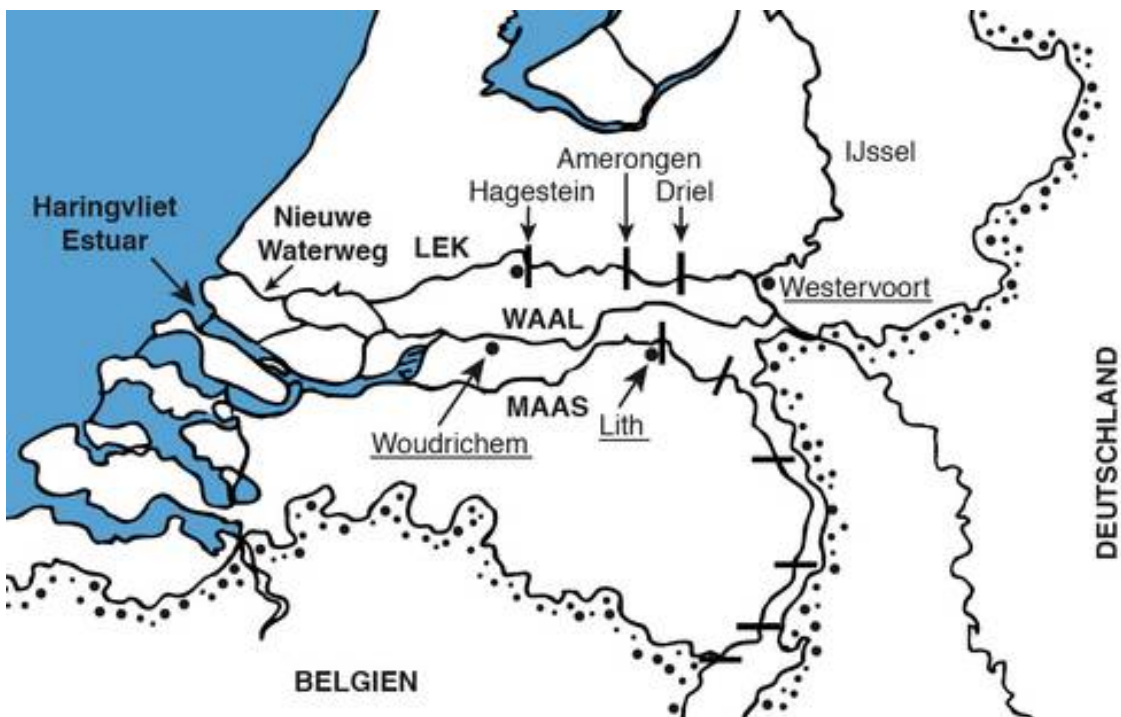 Amerongen
IJssel
Hagestein
Driel
Haringvliet
Estuar
Nieuwe
Waterweg
LEK
Westervoort
WAAL
MAAS
Lith
Woudrichem
DEUTSCHLAND
BELGIEN